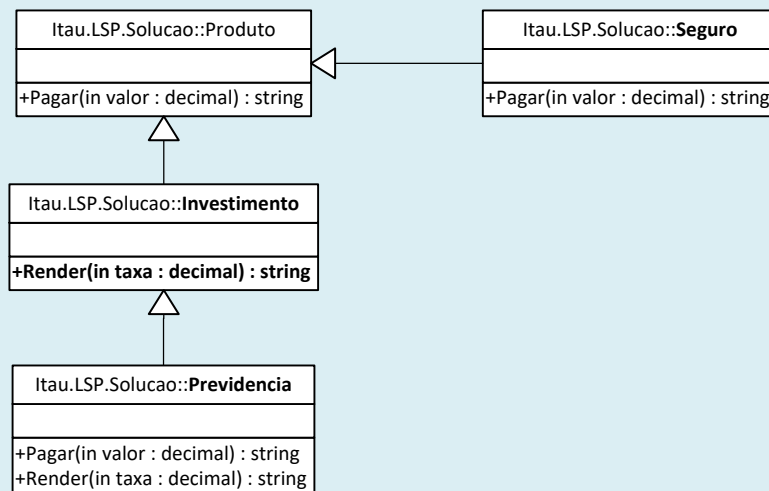 Itau.LSP.Solucao::Produto
+Pagar(in valor : decimal) : string
Itau.LSP.Solucao::Seguro
+Pagar(in valor : decimal) : string
Itau.LSP.Solucao::Investimento
+Render(in taxa : decimal) : string
Itau.LSP.Solucao::Previdencia
+Pagar(in valor : decimal) : string
+Render(in taxa : decimal) : string